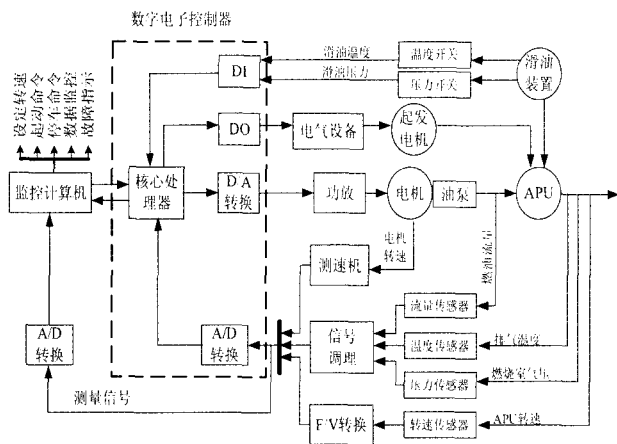 数字电子控制器
滑油温度
温度开关
DI
滑油压力
压力开关
滑油
装置
设定转速
起动命令
停车命令
数据监控
故障指示
DO
电气设备
起发
电机
监控计算机
核心处
理器
D/A
转换
功放
电机
油泵
APU
电机
转速
燃油流量
测速机
流量传感器
A/D
转换
A/D
转换
信号
调理
温度传感器
排气温度
压力传感器
燃烧室气压
测量信号
F/V转换
转速传感器
APU转速